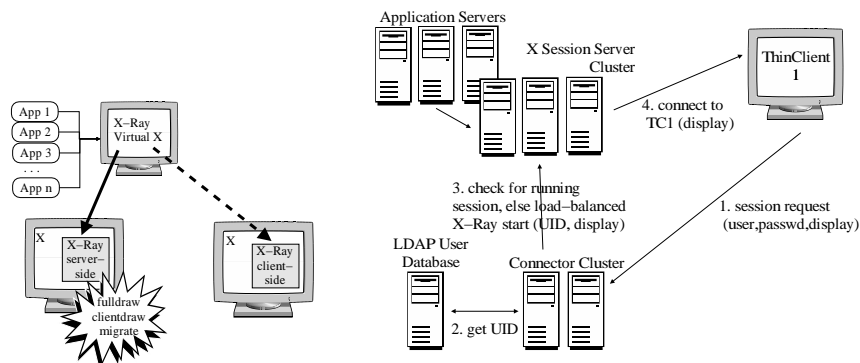 App 1
App 2
App 3
. . .
App n
X–Ray
Virtual X
X
X–Ray
server–
side
fulldraw
clientdraw
migrate
X
X–Ray
client–
side
Application Servers
X Session Server
Cluster
ThinClient
1
4. connect to
TC1 (display)
3. check for running
session, else load–balanced
X–Ray start (UID, display)
1. session request
(user,passwd,display)
LDAP User
Database
Connector Cluster
2. get UID